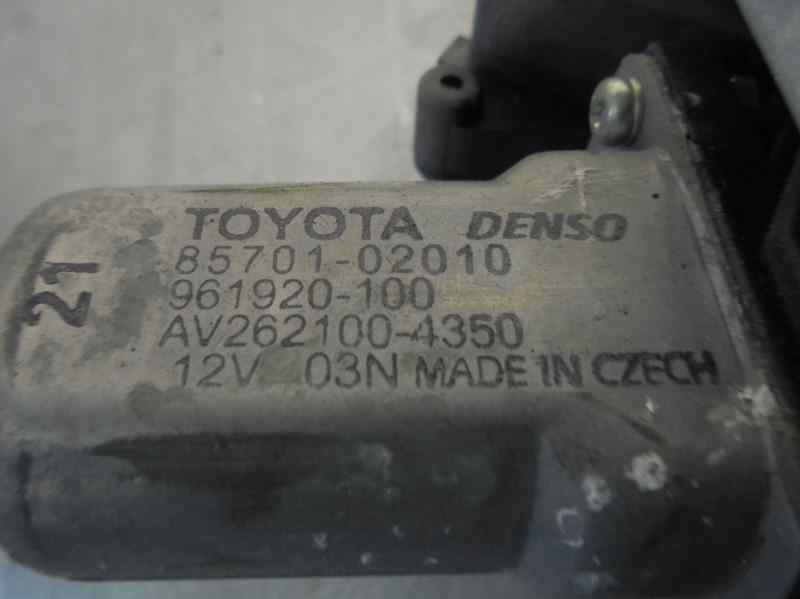 TOYOTA DENSO
85701-02010
961920-100
AV262100-4350
12V 03N MADE IN CZECH
21